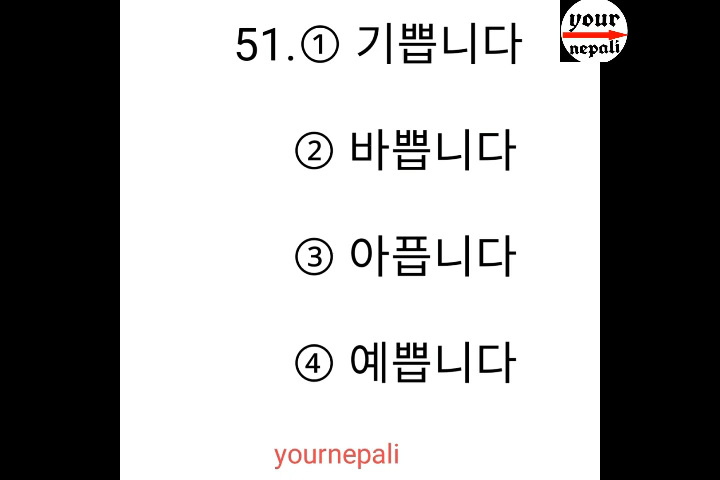 your
nepali
51.① 기쁩니다
② 바쁩니다
③ 아픕니다
④ 예쁩니다
yournepali